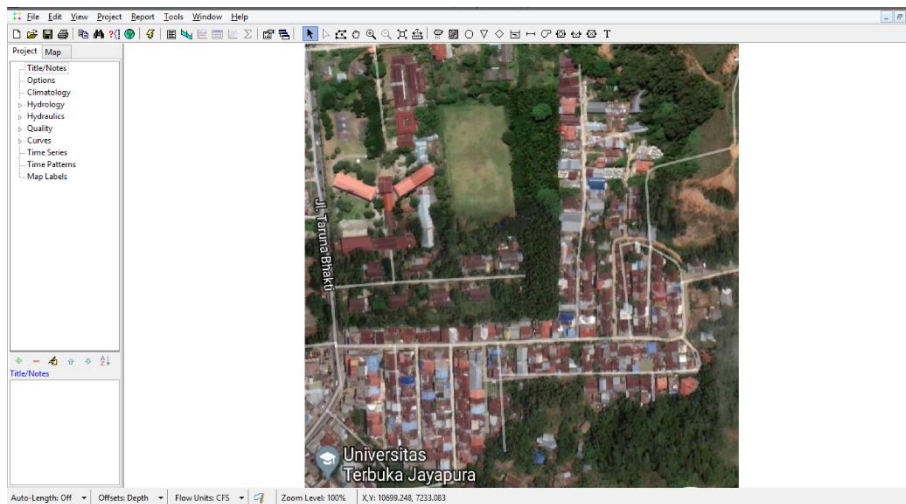 File Edit View Project Report Tools Window Help
Project Map
Title/Notes
Options
Climatology
Hydrology
Hydraulics
Quality
Curves
Time Series
Time Patterns
Map Labels
Title/Notes
Jl. Taruna Bhakti
Universitas
Terbuka Jayapura
Auto-Length: Off Offsets: Depth Flow Units: CFS Zoom Level: 100% X,Y: 10699.248, 7233.083